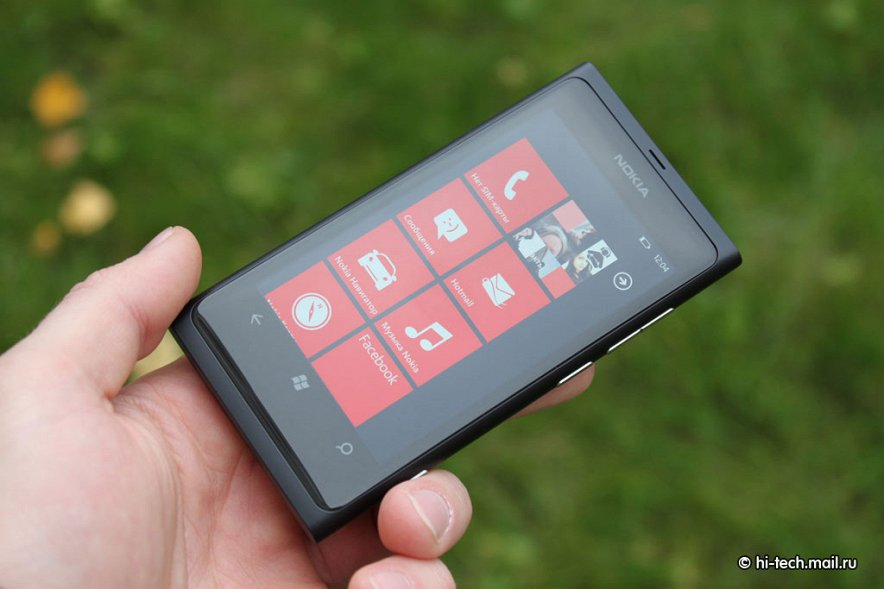 NOKIA
12:04
Нет SIM-карты
Сообщения
Hotmail
Nokia Навигатор
Музыка Nokia
Facebook
© hi-tech.mail.ru